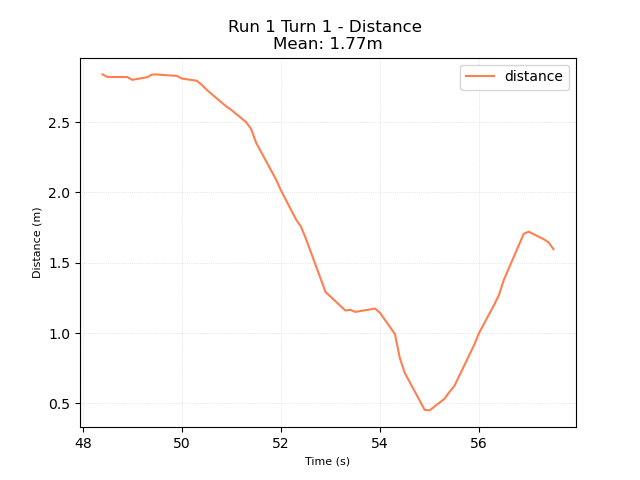 Run 1 Turn 1 - Distance
Mean: 1.77m
distance
Distance (m)
2.5
2.0
1.5
1.0
0.5
48 50 52 54 56
Time (s)